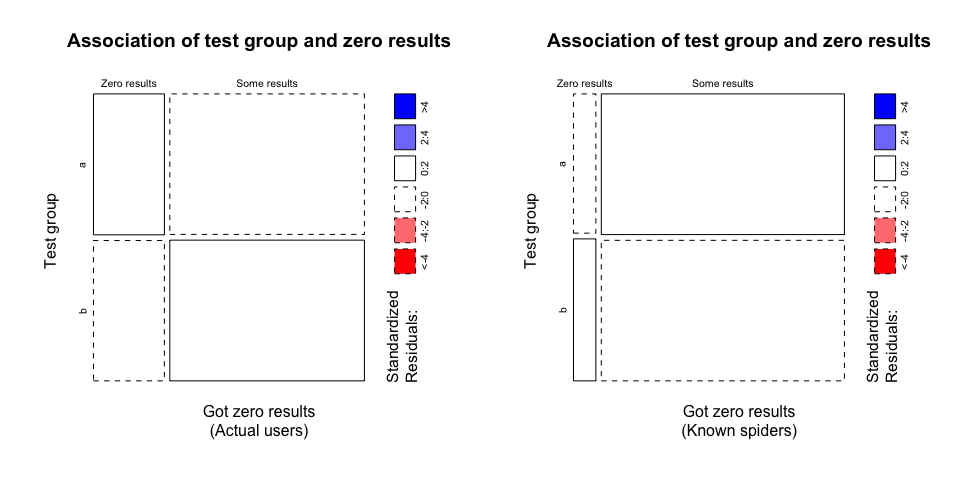 Association of test group and zero results
Zero results
Some results
Test group
a
b
Got zero results
(Actual users)
Standardized
Residuals:
<-4
-4:-2
-2:0
0:2
2:4
>4
Association of test group and zero results
Zero results
Some results
Test group
a
b
Got zero results
(Known spiders)
Standardized
Residuals:
<-4
-4:-2
-2:0
0:2
2:4
>4